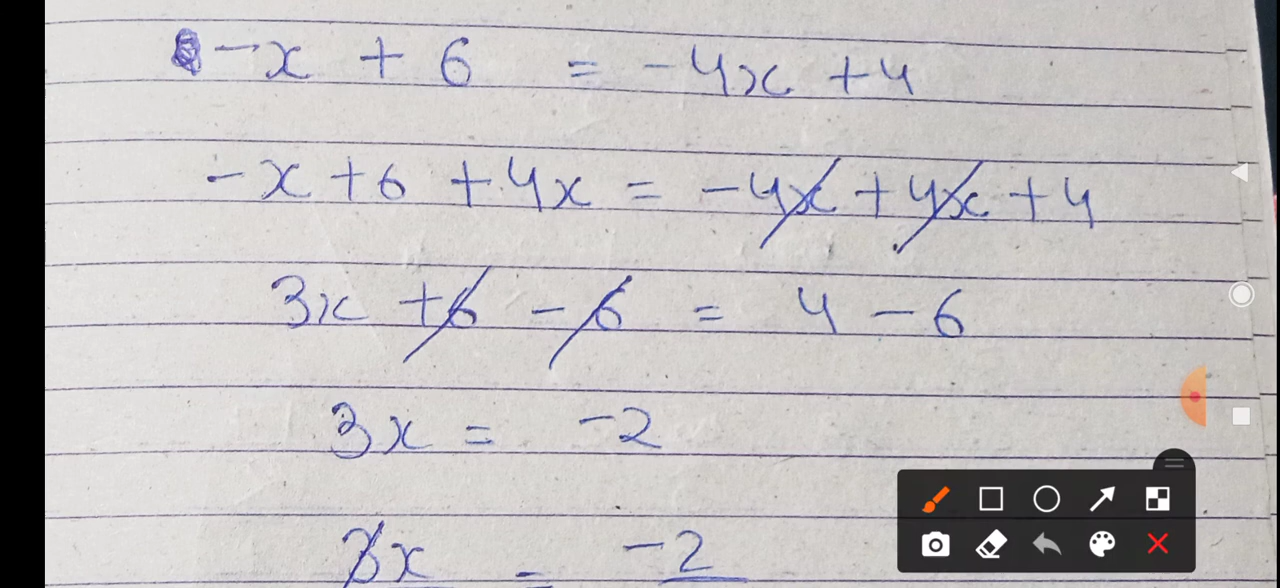 -x + 6 = -4x + 4
-x + 6 + 4x = -4x + 4x + 4
3x + 6 - 6 = 4 - 6
3x = -2
3x = -2